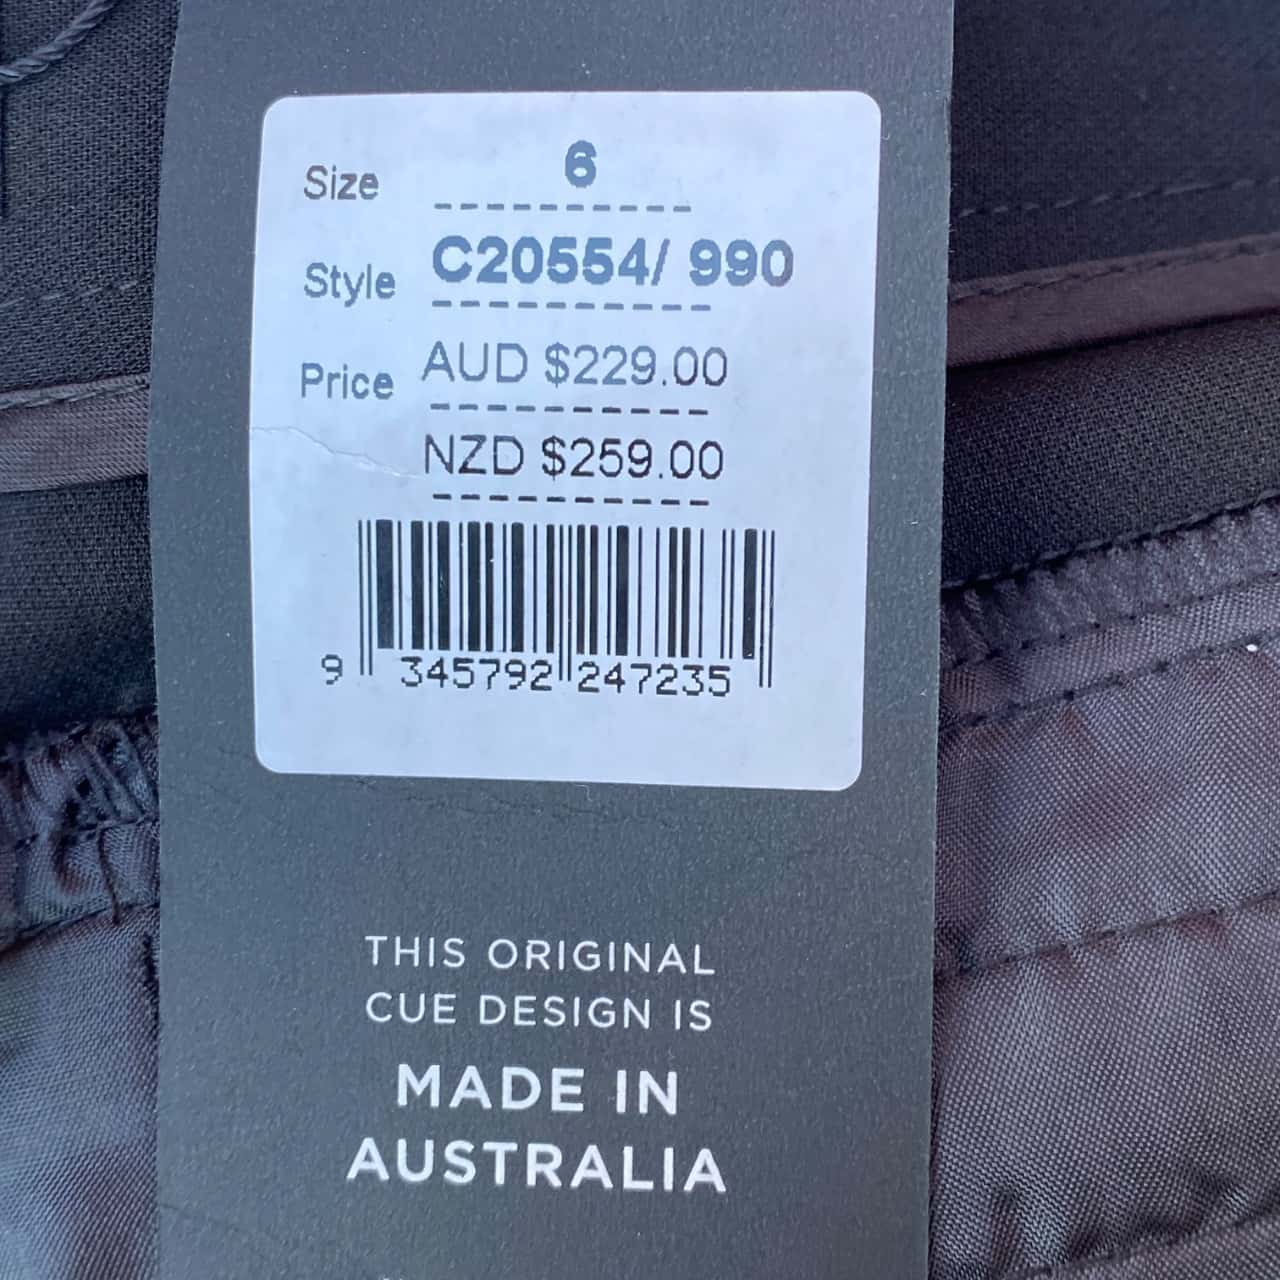 Size 6
Style C20554/ 990
Price AUD $229.00
NZD $259.00
9 345792 247235
THIS ORIGINAL
CUE DESIGN IS
MADE IN
AUSTRALIA